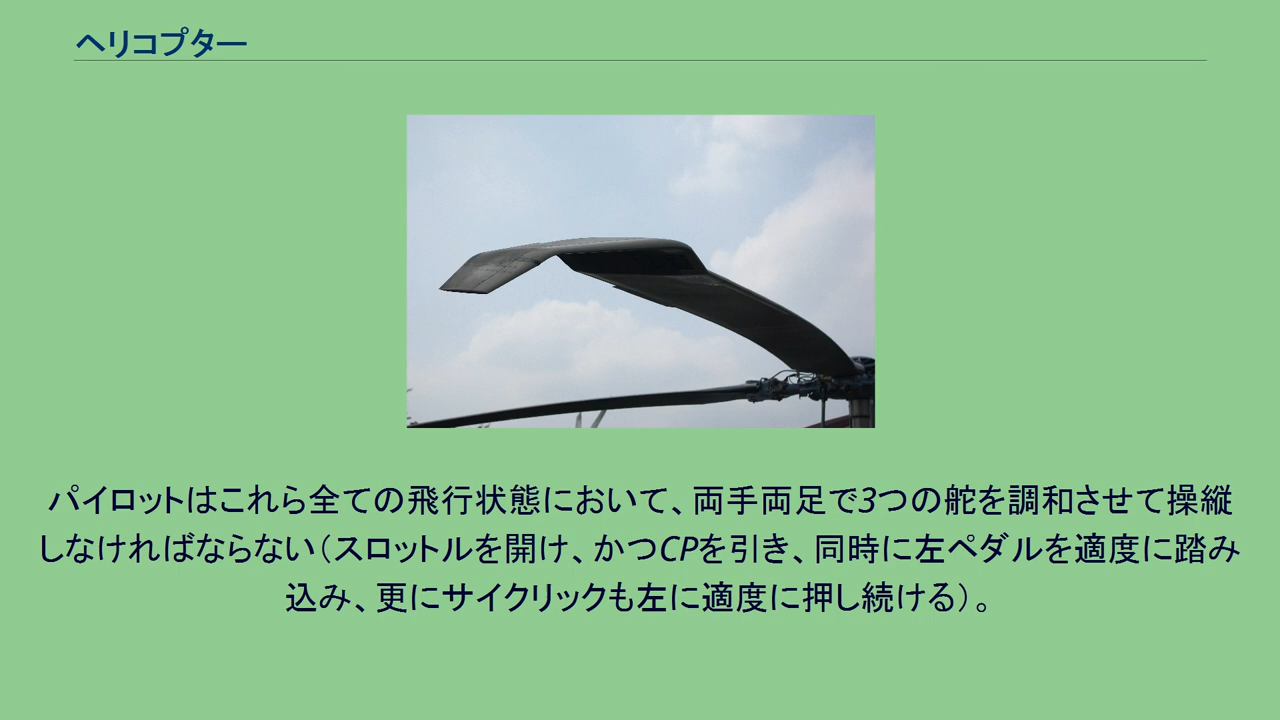 ヘリコプター
パイロットはこれら全ての飛行状態において、両手両足で3つの舵を調和させて操縦
しなければならない（スロットルを開け、かつCPを引き、同時に左ペダルを適度に踏み
込み、更にサイクリックも左に適度に押し続ける）。